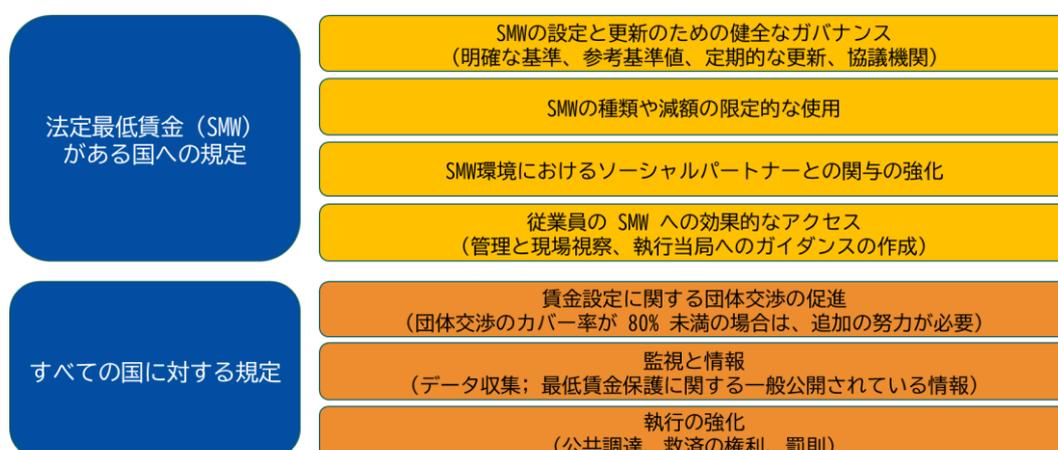 法定最低賃金（SMW）
がある国への規定
SMWの設定と更新のための健全なガバナンス
（明確な基準、参考基準値、定期的な更新、協議機関）
SMWの種類や減額の限定的な使用
SMW環境におけるソーシャルパートナーとの関与の強化
従業員の SMW への効果的なアクセス
（管理と現場視察、執行当局へのガイダンスの作成）
すべての国に対する規定
賃金設定に関する団体交渉の促進
（団体交渉のカバー率が 80% 未満の場合は、追加の努力が必要）
監視と情報
（データ収集; 最低賃金保護に関する一般公開されている情報）
執行の強化
（公共調達、救済の権利、罰則）